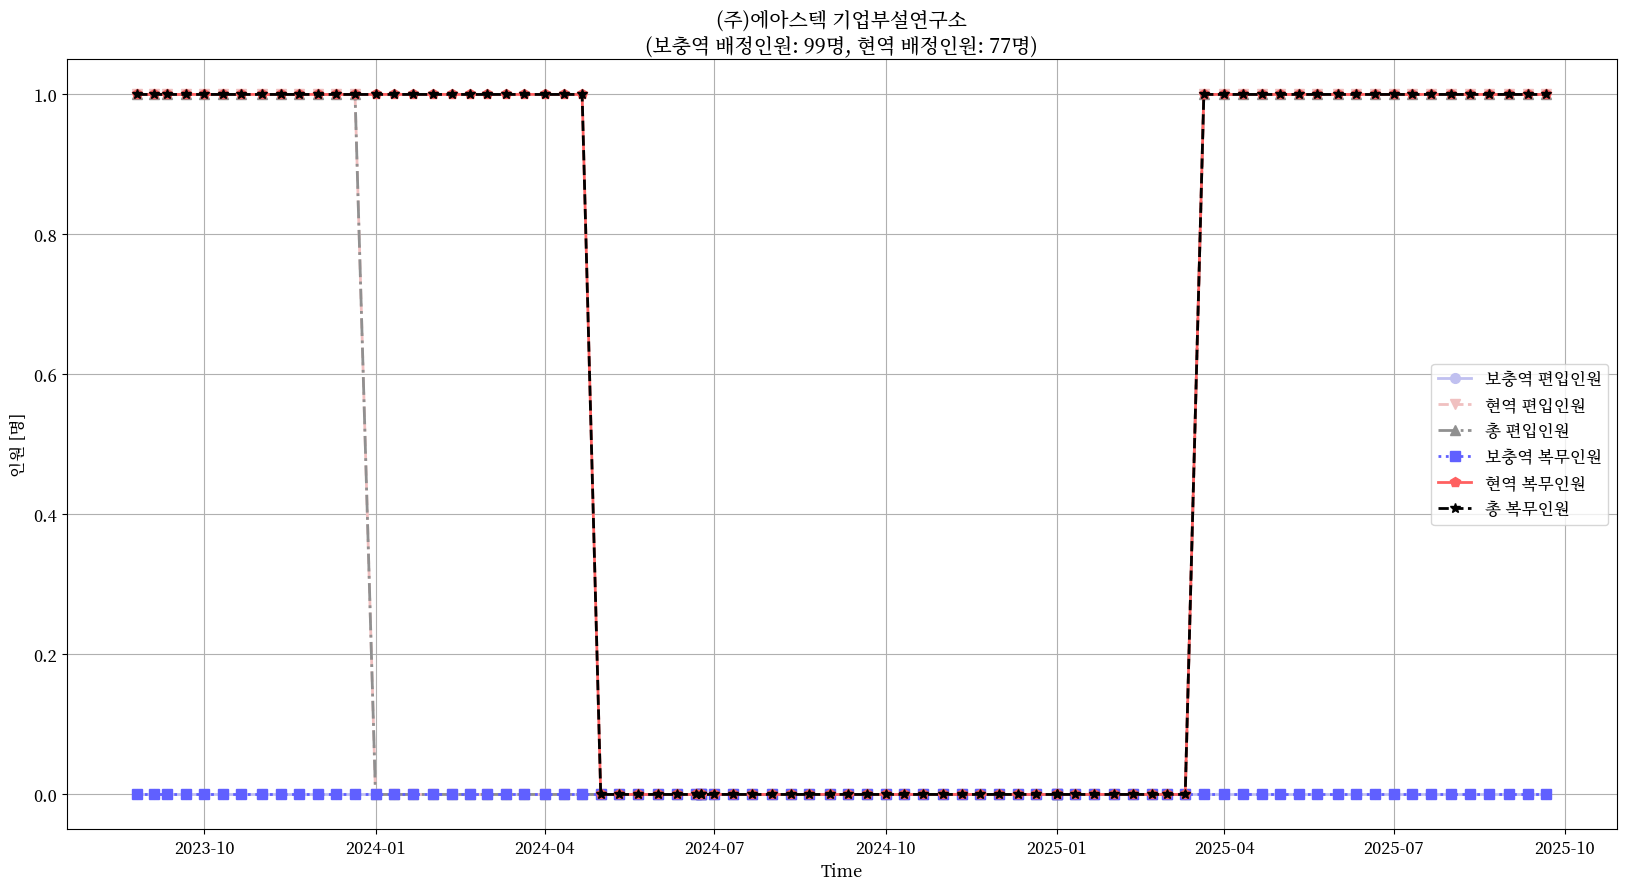 (주)에아스텍 기업부설연구소
(보충역 배정인원: 99명, 현역 배정인원: 77명)
1.0
0.8
0.6
0.4
0.2
0.0
인원 [명]
보충역 편입인원
현역 편입인원
총 편입인원
보충역 복무인원
현역 복무인원
총 복무인원
2023-10
2024-01
2024-04
2024-07
2024-10
2025-01
2025-04
2025-07
2025-10
Time